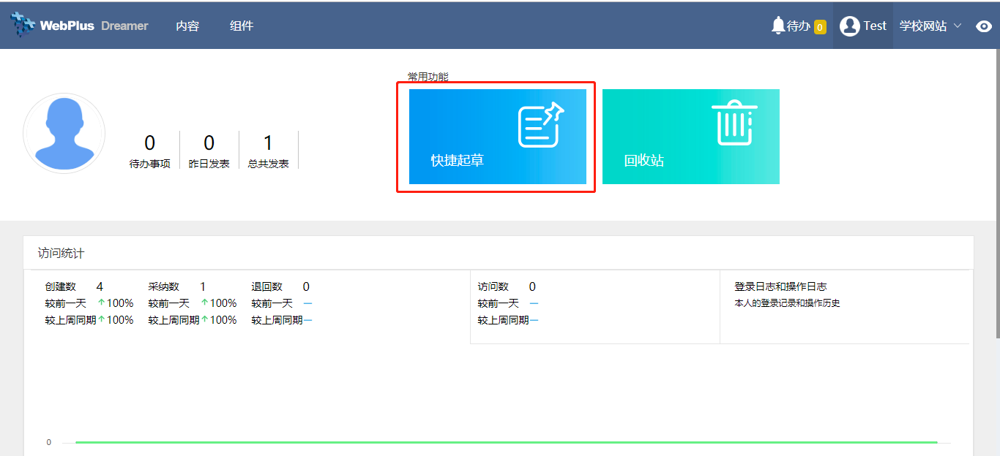 WebPlus Dreamer 内容 组件 待办 0 Test 学校网站
常用功能
0 0 1
待办事项 昨日发表 总共发表
快捷起草 回收站
访问统计
创建数 4 采纳数 1 退回数 0 访问数 0 登录日志和操作日志
较前一天 ↑100% 较前一天 ↑100% 较前一天 — 较前一天 — 本人的登录记录和操作历史
较上周同期↑100% 较上周同期↑100% 较上周同期— 较上周同期—
0